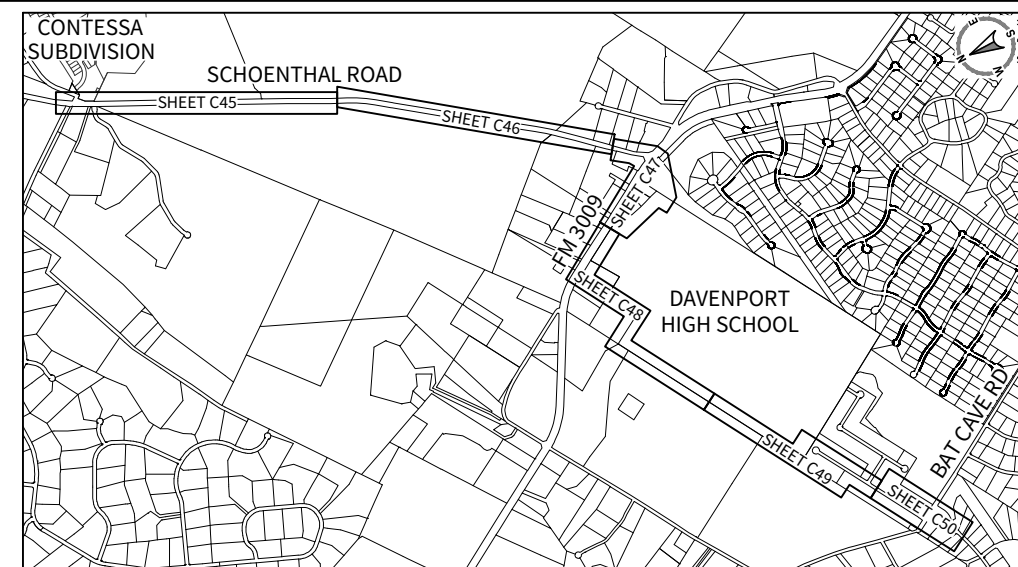 CONTESSA
SUBDIVISION
SCHOENTHAL ROAD
SHEET C45
SHEET C46
SHEET C47
FM 3009
SHEET C48
DAVENPORT
HIGH SCHOOL
SHEET C49
SHEET C50
BAT CAVE RD
E
S
N
W